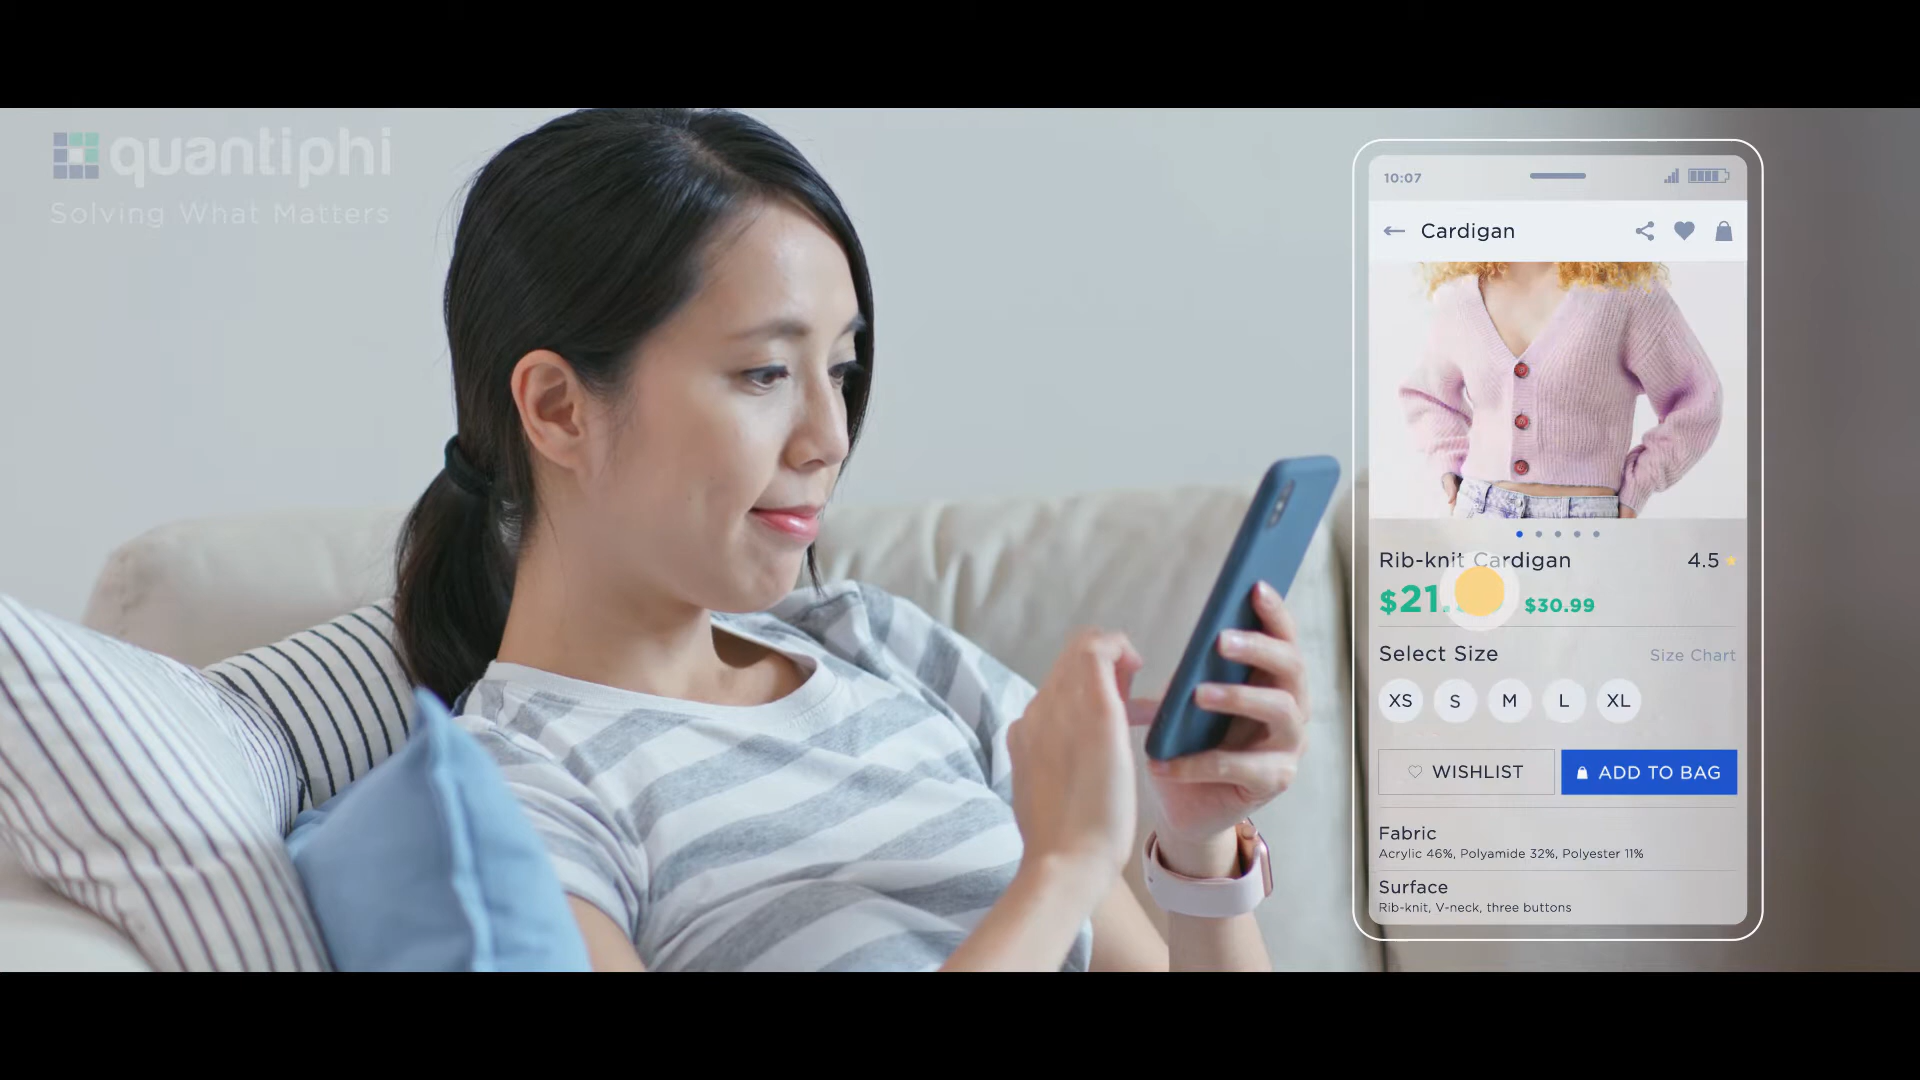 quantiphi
Solving What Matters
10:07
Cardigan
Rib-knit Cardigan 4.5
$21. $30.99
Select Size Size Chart
XS S M L XL
WISHLIST ADD TO BAG
Fabric
Acrylic 46%, Polyamide 32%, Polyester 11%
Surface
Rib-knit, V-neck, three buttons